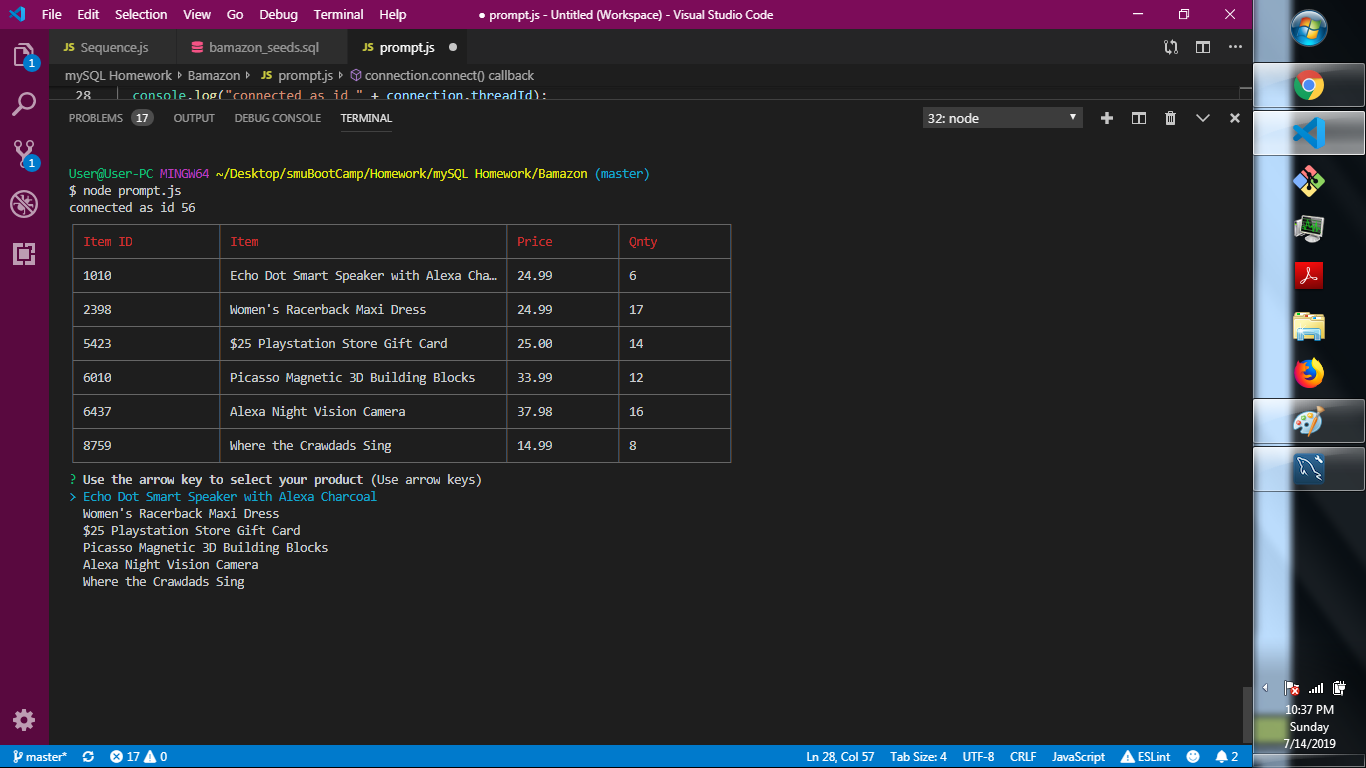 File Edit Selection View Go Debug Terminal Help ● prompt.js - Untitled (Workspace) - Visual Studio Code
JS Sequence.js bamazon_seeds.sql JS prompt.js ●
mySQL Homework › Bamazon › JS prompt.js › connection.connect() callback
28 console.log("connected as id " + connection.threadId);
PROBLEMS 17 OUTPUT DEBUG CONSOLE TERMINAL 32: node
User@User-PC MINGW64 ~/Desktop/smuBootCamp/Homework/mySQL Homework/Bamazon (master)
$ node prompt.js
connected as id 56
Item ID Item Price Qnty
1010 Echo Dot Smart Speaker with Alexa Cha… 24.99 6
2398 Women's Racerback Maxi Dress 24.99 17
5423 $25 Playstation Store Gift Card 25.00 14
6010 Picasso Magnetic 3D Building Blocks 33.99 12
6437 Alexa Night Vision Camera 37.98 16
8759 Where the Crawdads Sing 14.99 8
? Use the arrow key to select your product (Use arrow keys)
> Echo Dot Smart Speaker with Alexa Charcoal
Women's Racerback Maxi Dress
$25 Playstation Store Gift Card
Picasso Magnetic 3D Building Blocks
Alexa Night Vision Camera
Where the Crawdads Sing
1
1
master* 17 0 Ln 28, Col 57 Tab Size: 4 UTF-8 CRLF JavaScript ESLint 2
10:37 PM
Sunday
7/14/2019